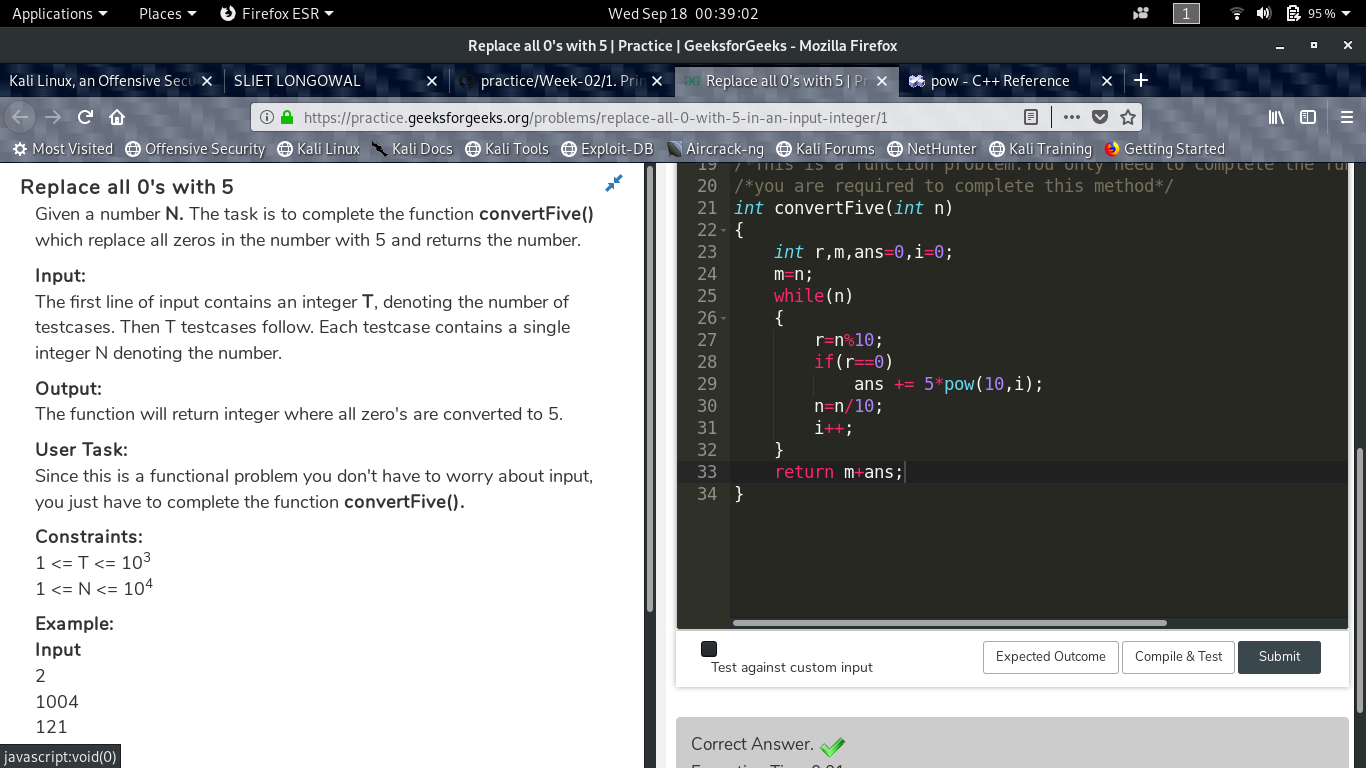 Applications Places Firefox ESR Wed Sep 18 00:39:02 1 95 %
Replace all 0's with 5 | Practice | GeeksforGeeks - Mozilla Firefox
Kali Linux, an Offensive Secu SLIET LONGOWAL practice/Week-02/1. Prin Replace all 0's with 5 | Pr pow - C++ Reference
https://practice.geeksforgeeks.org/problems/replace-all-0-with-5-in-an-input-integer/1
Most Visited Offensive Security Kali Linux Kali Docs Kali Tools Exploit-DB Aircrack-ng Kali Forums NetHunter Kali Training Getting Started
Replace all 0's with 5
Given a number N. The task is to complete the function convertFive()
which replace all zeros in the number with 5 and returns the number.
Input:
The first line of input contains an integer T, denoting the number of
testcases. Then T testcases follow. Each testcase contains a single
integer N denoting the number.
Output:
The function will return integer where all zero's are converted to 5.
User Task:
Since this is a functional problem you don't have to worry about input,
you just have to complete the function convertFive().
Constraints:
1 <= T <= 10³
1 <= N <= 10⁴
Example:
Input
2
1004
121
javascript:void(0)
19 /*This is a function problem.You only need to complete the fun
20 /*you are required to complete this method*/
21 int convertFive(int n)
22 {
23 int r,m,ans=0,i=0;
24 m=n;
25 while(n)
26 {
27 r=n%10;
28 if(r==0)
29 ans += 5*pow(10,i);
30 n=n/10;
31 i++;
32 }
33 return m+ans;
34 }
Test against custom input
Expected Outcome Compile & Test Submit
Correct Answer.